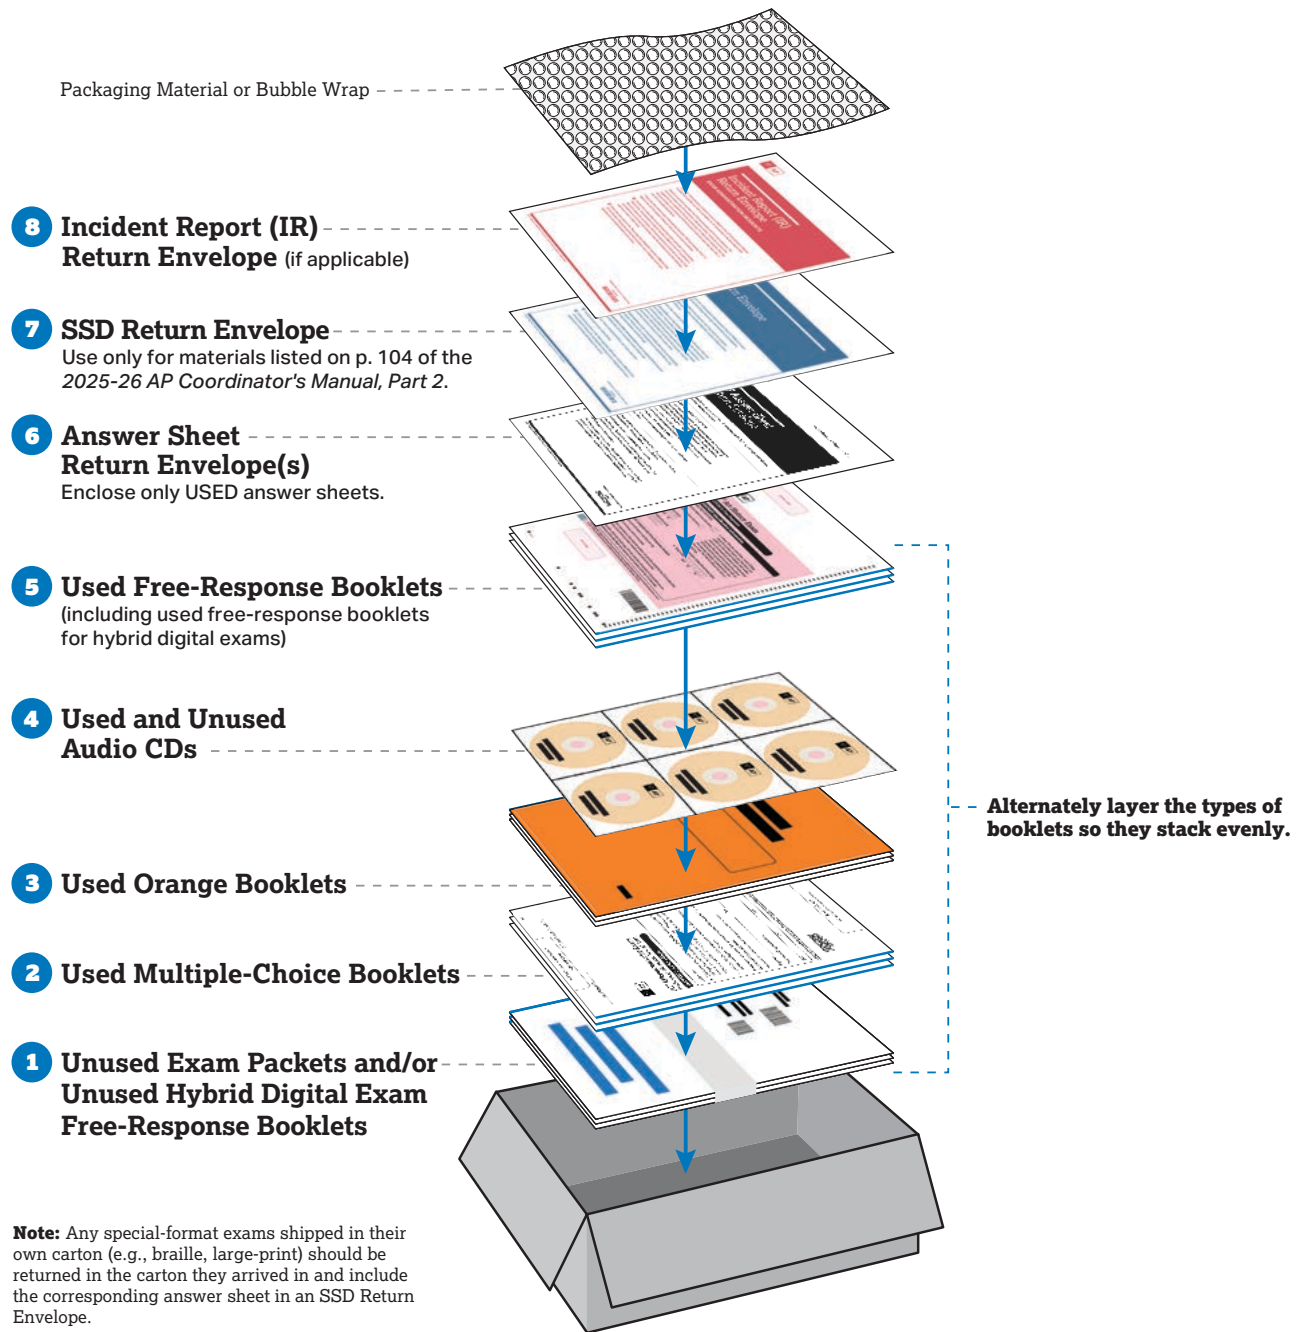 Packaging Material or Bubble Wrap
8 Incident Report (IR)
Return Envelope (if applicable)
Incident Report (IR)
Return Envelope
7 SSD Return Envelope
Use only for materials listed on p. 104 of the
2025-26 AP Coordinator's Manual, Part 2.
6 Answer Sheet
Return Envelope(s)
Enclose only USED answer sheets.
5 Used Free-Response Booklets
(including used free-response booklets
for hybrid digital exams)
4 Used and Unused
Audio CDs
Alternately layer the types of
booklets so they stack evenly.
3 Used Orange Booklets
2 Used Multiple-Choice Booklets
1 Unused Exam Packets and/or
Unused Hybrid Digital Exam
Free-Response Booklets
Note: Any special-format exams shipped in their
own carton (e.g., braille, large-print) should be
returned in the carton they arrived in and include
the corresponding answer sheet in an SSD Return
Envelope.